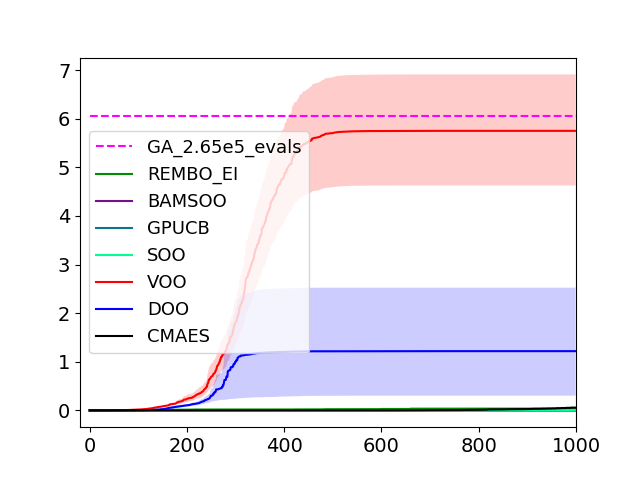 7
6
5
4
3
2
1
0
GA_2.65e5_evals
REMBO_EI
BAMSOO
GPUCB
SOO
VOO
DOO
CMAES
0 200 400 600 800 1000